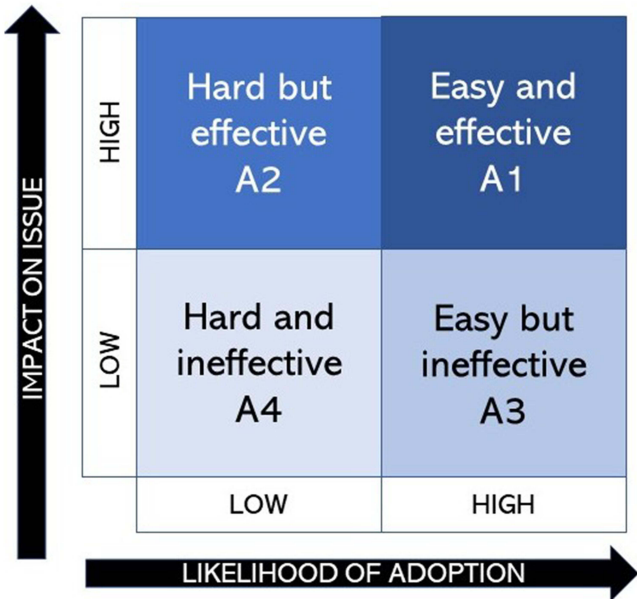 IMPACT ON ISSUE
HIGH
Hard but
effective
A2
Easy and
effective
A1
LOW
Hard and
ineffective
A4
Easy but
ineffective
A3
LOW
HIGH
LIKELIHOOD OF ADOPTION